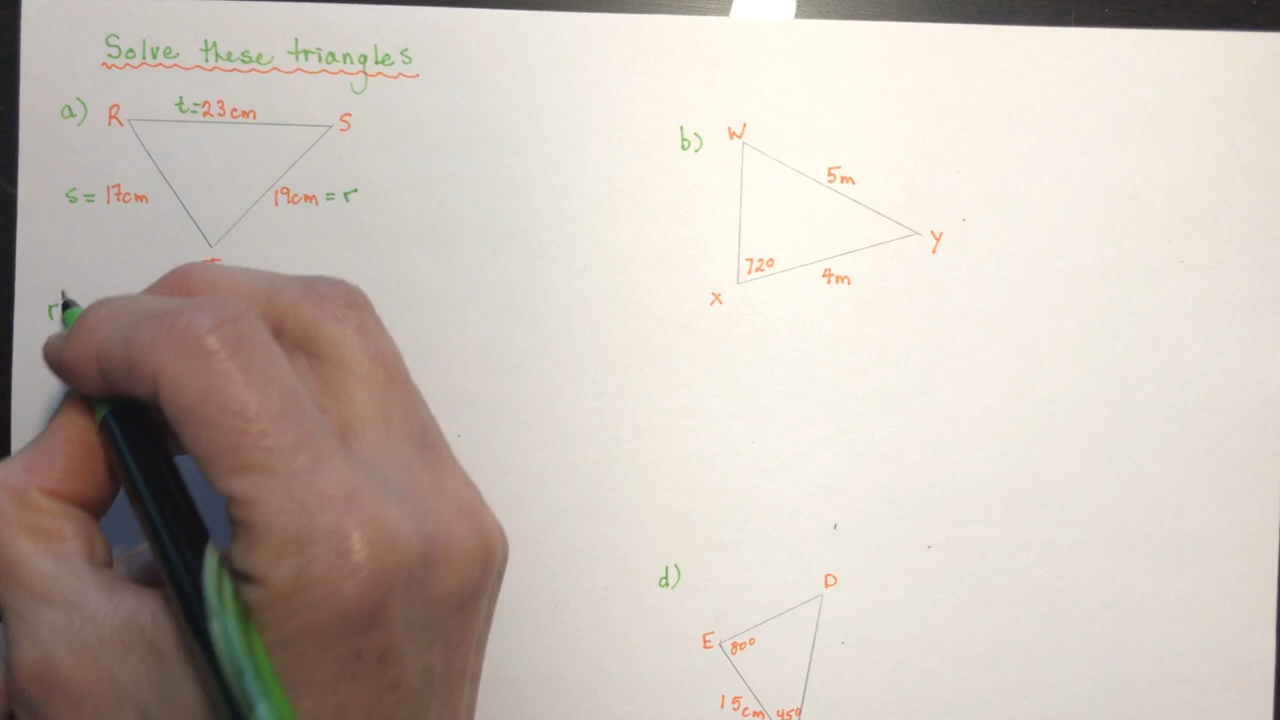 Solve these triangles
a) R t=23cm S
s= 17cm 19cm = r
r
b) W
5m
Y
72°
4m
X
d) D
E 80°
15cm 45°